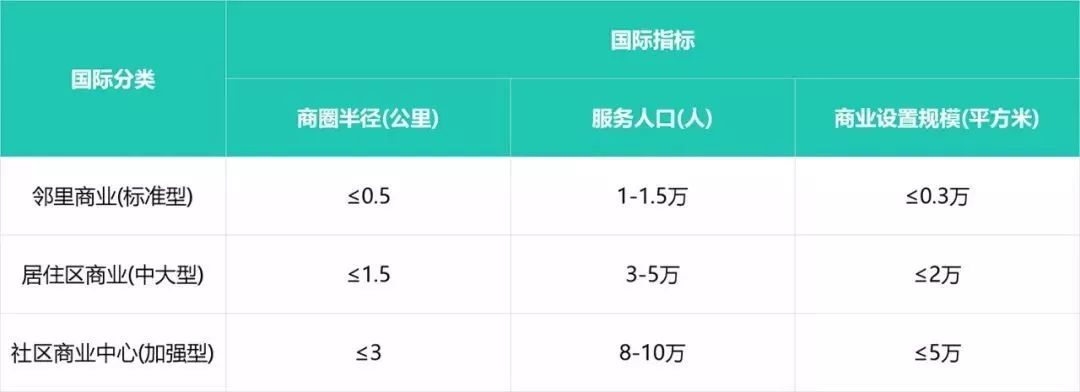 国际分类
国际指标
商圈半径(公里)
服务人口(人)
商业设置规模(平方米)
邻里商业(标准型)
≤0.5
1-1.5万
≤0.3万
居住区商业(中大型)
≤1.5
3-5万
≤2万
社区商业中心(加强型)
≤3
8-10万
≤5万